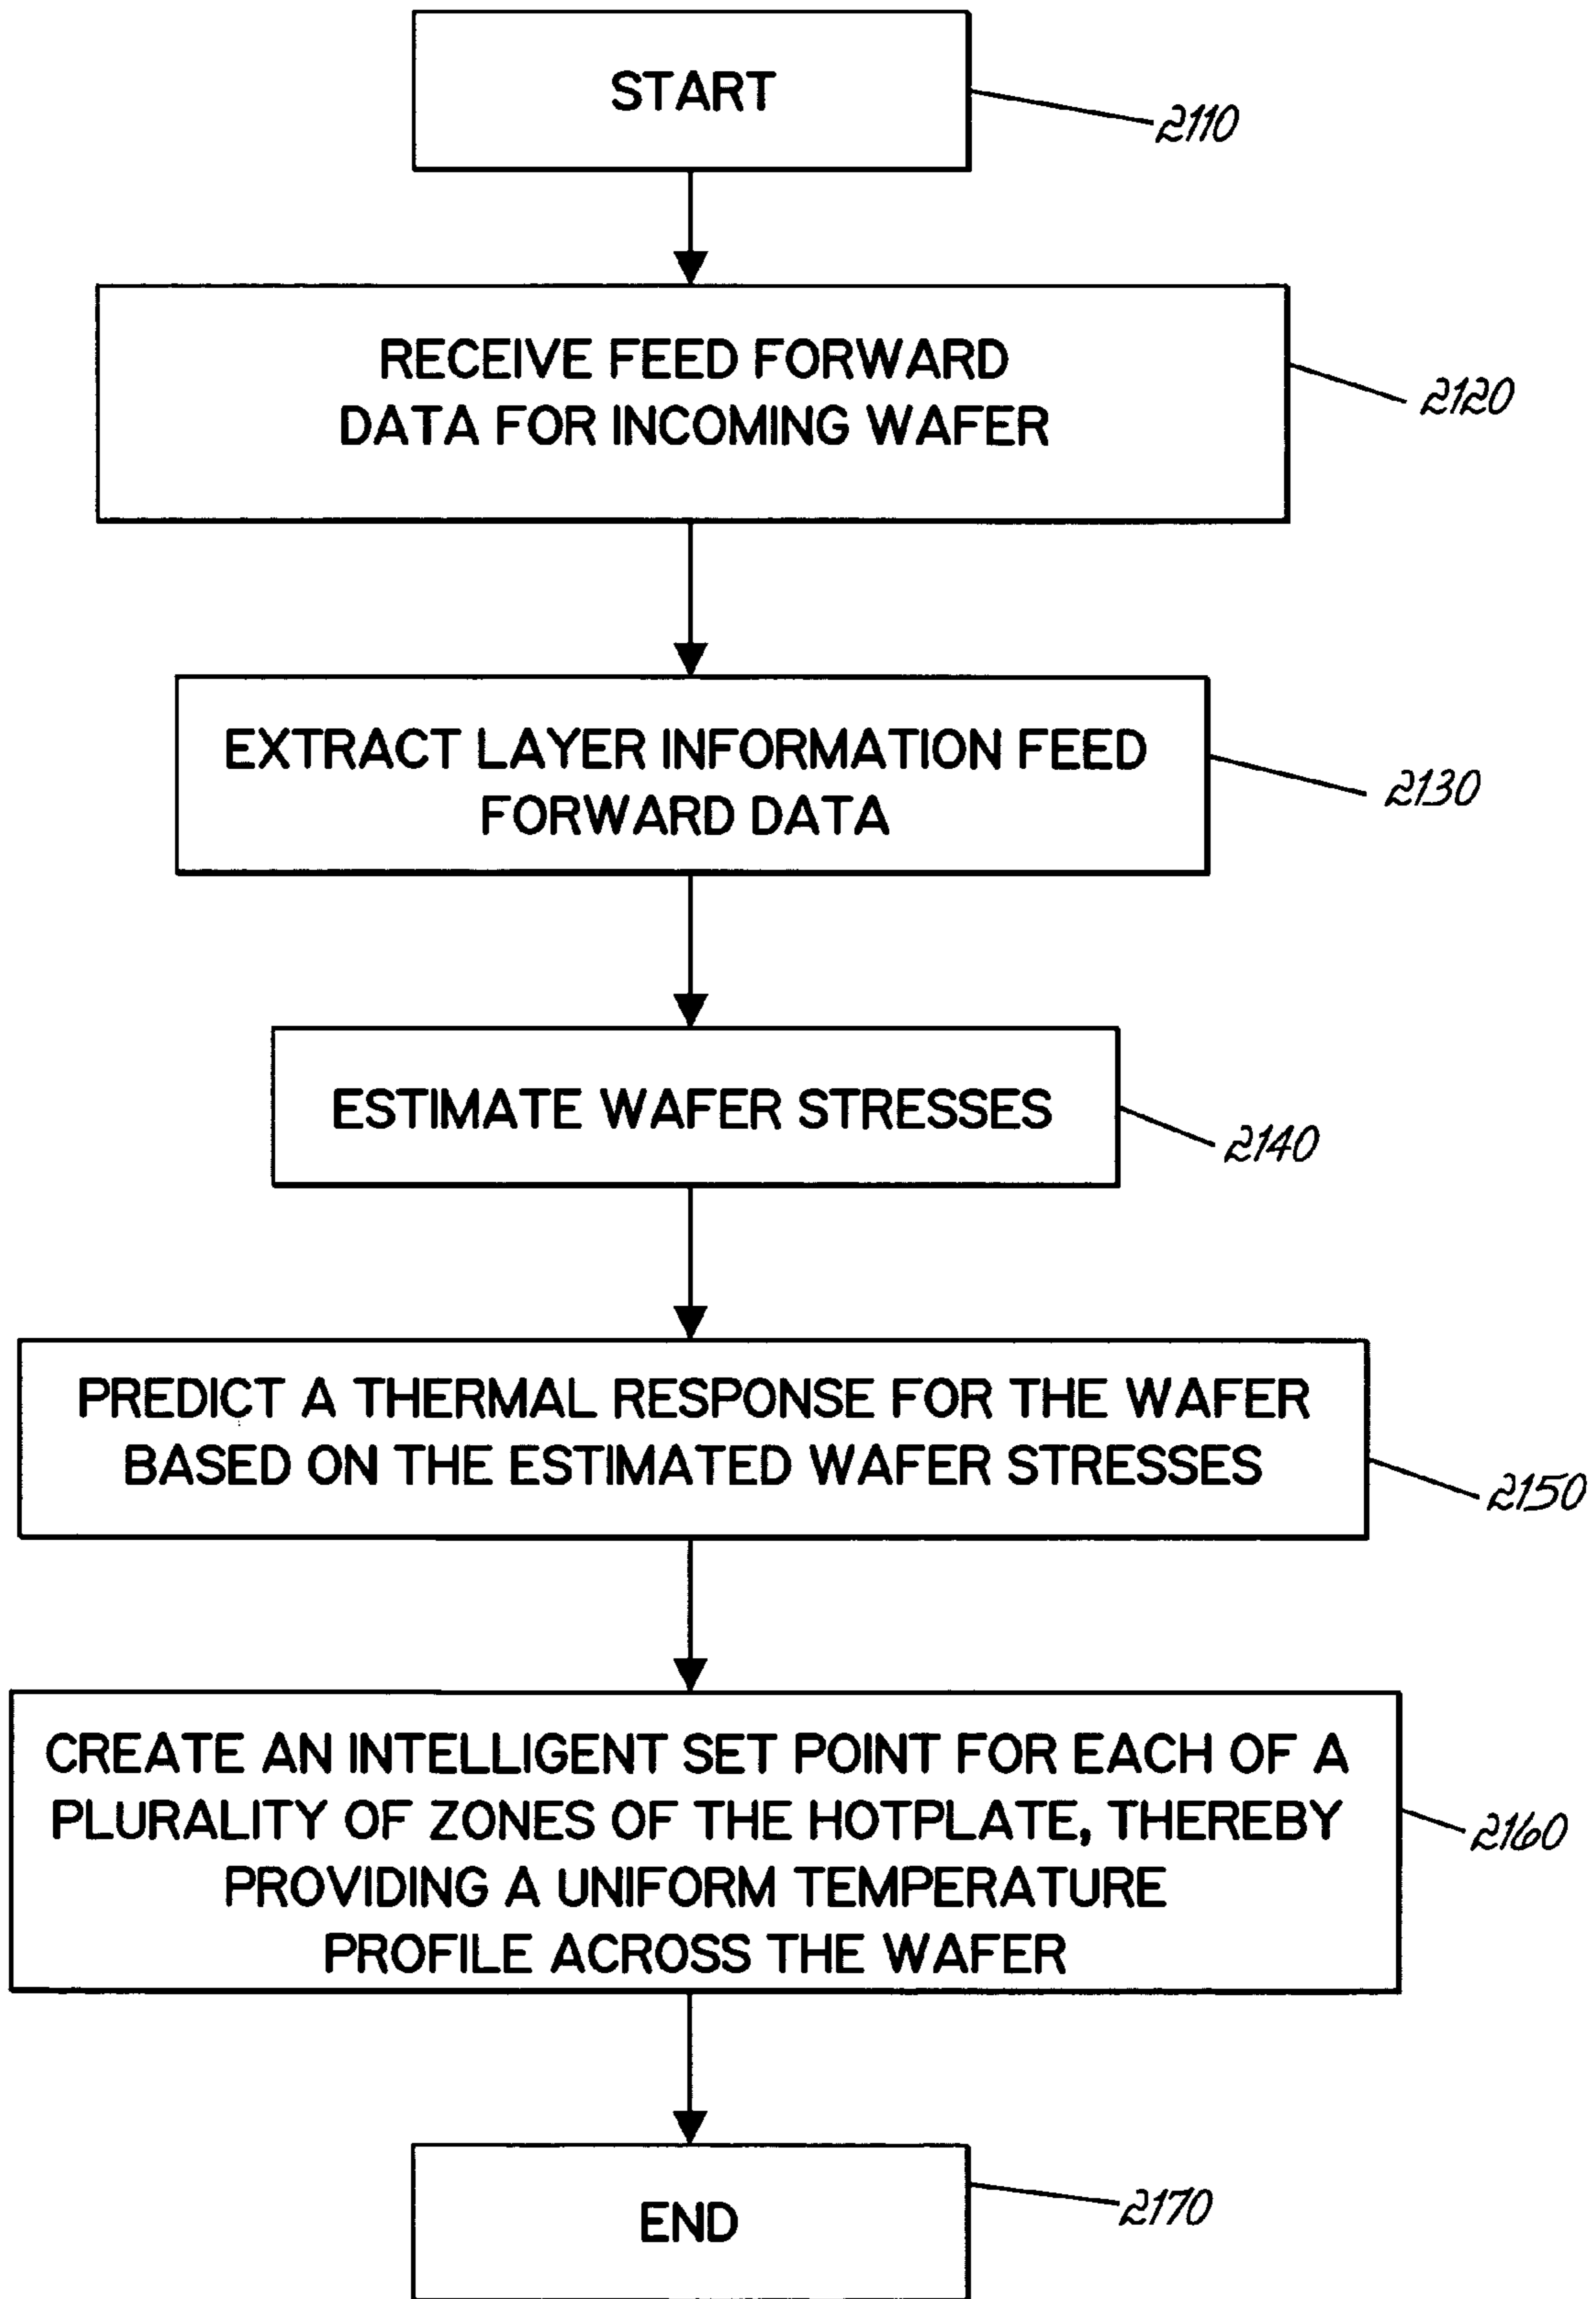 START
2110
RECEIVE FEED FORWARD
DATA FOR INCOMING WAFER
2120
EXTRACT LAYER INFORMATION FEED
FORWARD DATA
2130
ESTIMATE WAFER STRESSES
2140
PREDICT A THERMAL RESPONSE FOR THE WAFER
BASED ON THE ESTIMATED WAFER STRESSES
2150
CREATE AN INTELLIGENT SET POINT FOR EACH OF A
PLURALITY OF ZONES OF THE HOTPLATE, THEREBY
PROVIDING A UNIFORM TEMPERATURE
PROFILE ACROSS THE WAFER
2160
END
2170